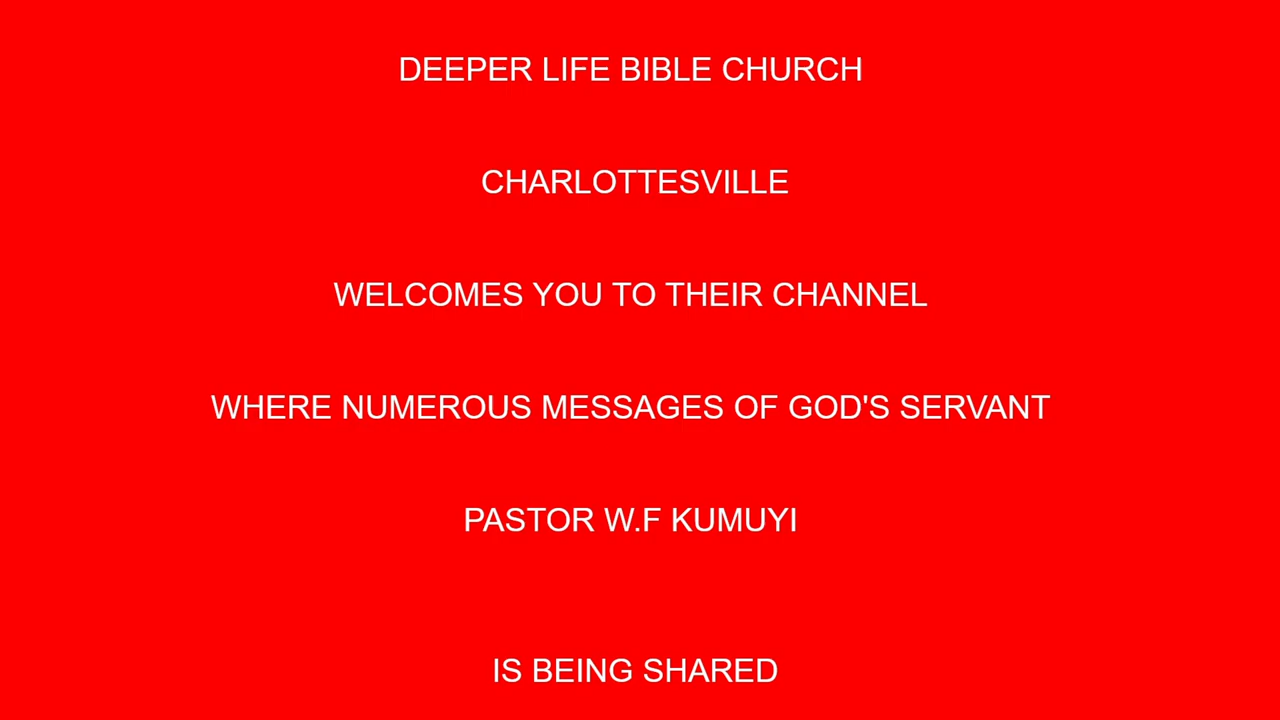 DEEPER LIFE BIBLE CHURCH
CHARLOTTESVILLE
WELCOMES YOU TO THEIR CHANNEL
WHERE NUMEROUS MESSAGES OF GOD'S SERVANT
PASTOR W.F KUMUYI
IS BEING SHARED